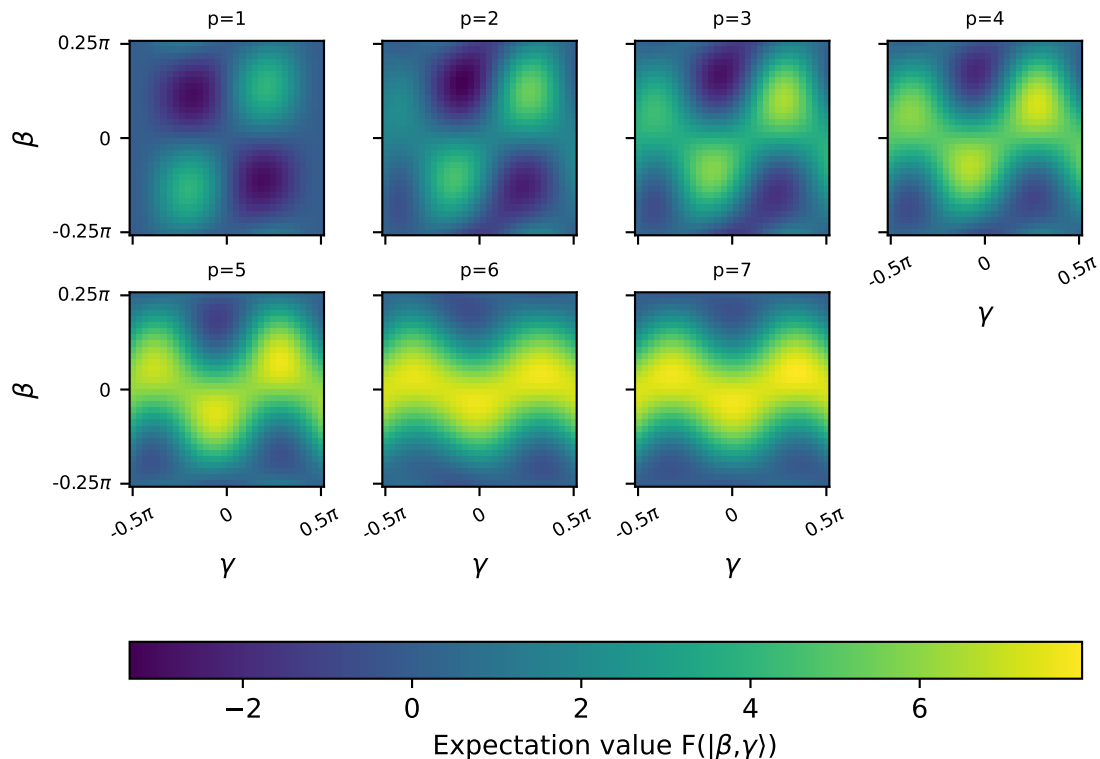 p=1
p=2
p=3
p=4
0.25π
β
0
-0.25π
-0.5π
0
0.5π
γ
p=5
p=6
p=7
0.25π
β
0
-0.25π
-0.5π
0
0.5π
-0.5π
0
0.5π
-0.5π
0
0.5π
γ
γ
γ
−2
0
2
4
6
Expectation value F(|β,γ⟩)